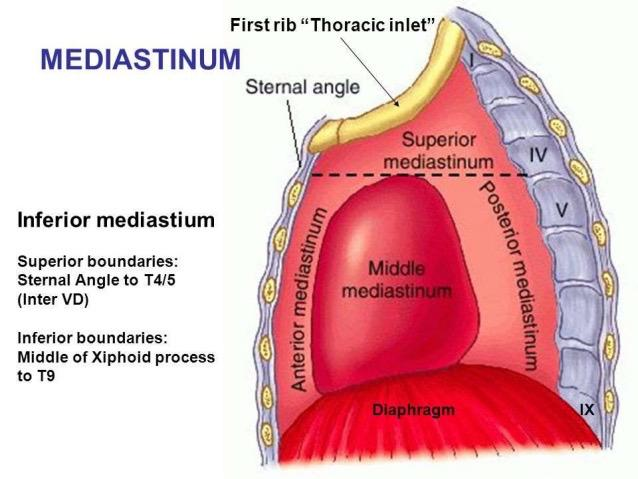 First rib “Thoracic inlet”
MEDIASTINUM
Sternal angle
I
Superior
mediastinum
IV
V
Inferior mediastium
Superior boundaries:
Sternal Angle to T4/5
(Inter VD)
Inferior boundaries:
Middle of Xiphoid process
to T9
Anterior mediastinum
Middle
mediastinum
Posterior mediastinum
Diaphragm
IX